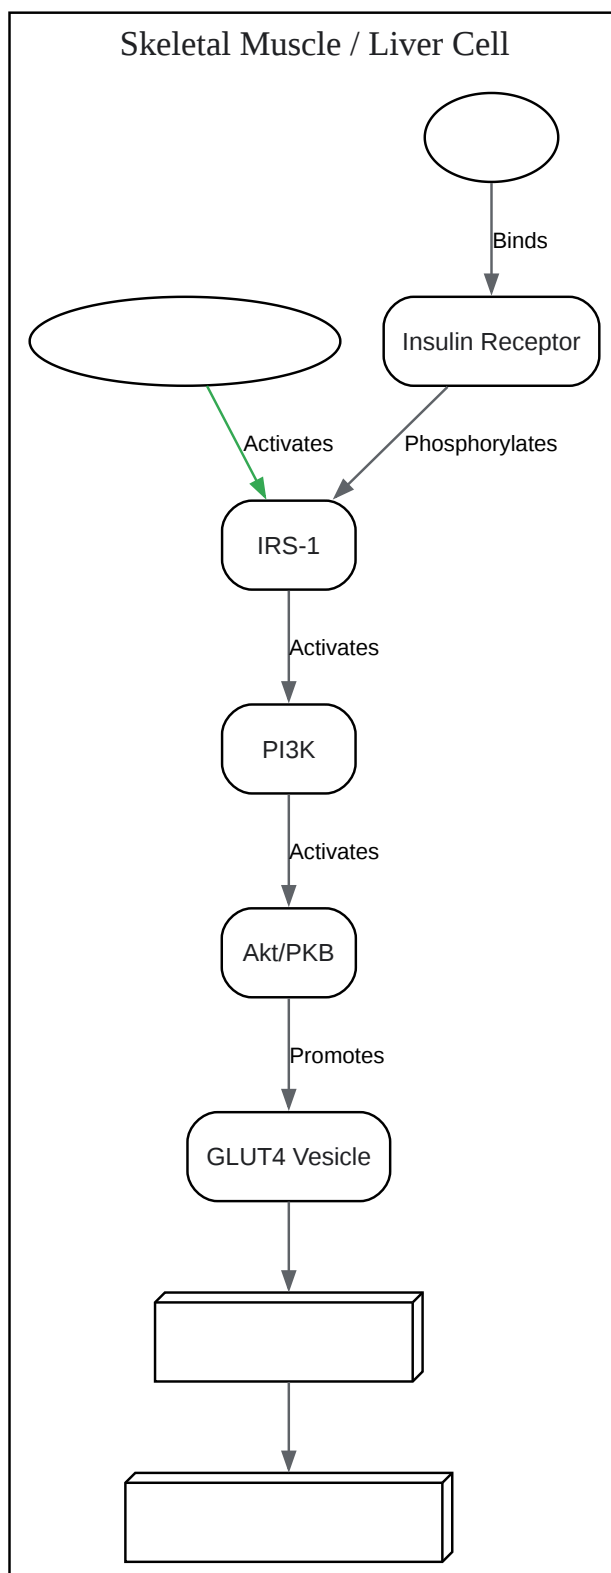 Skeletal Muscle / Liver Cell
Binds
Insulin Receptor
Activates
Phosphorylates
IRS-1
Activates
PI3K
Activates
Akt/PKB
Promotes
GLUT4 Vesicle